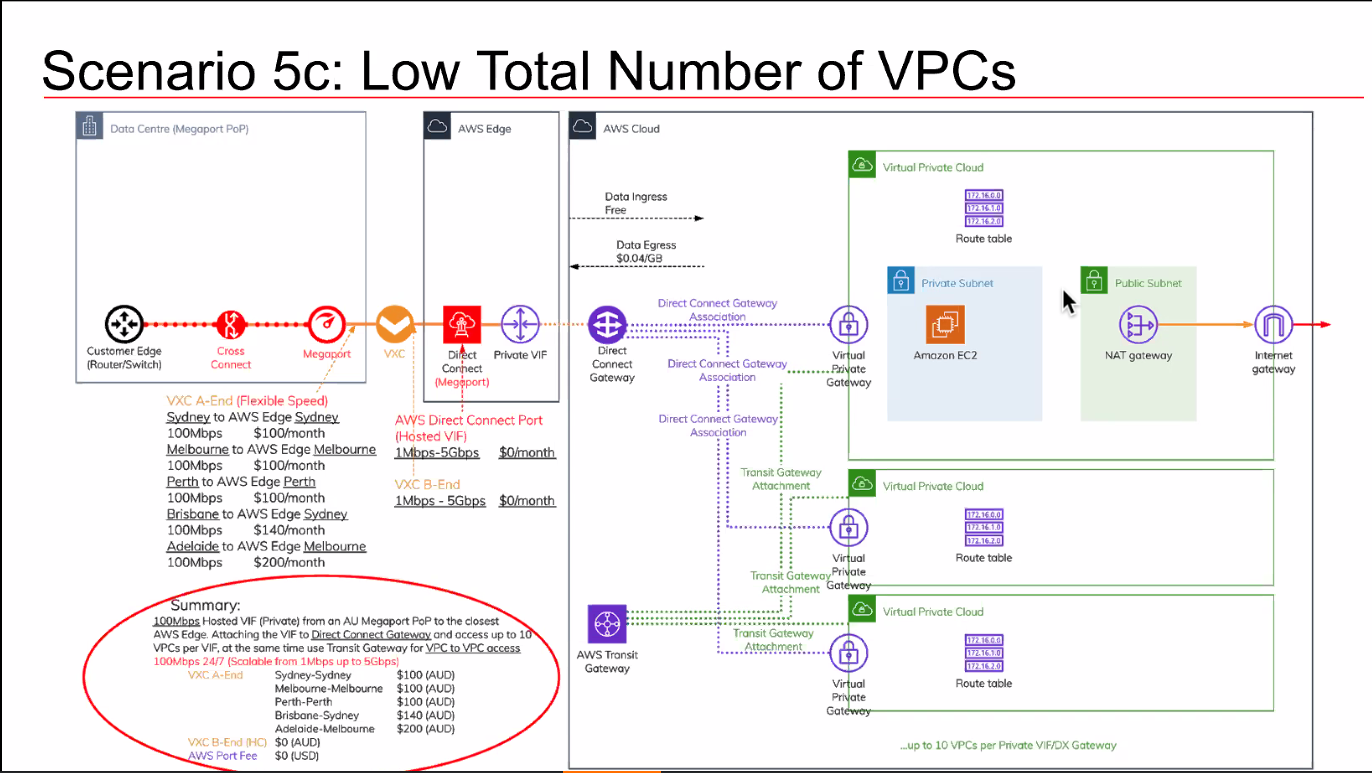 Scenario 5c: Low Total Number of VPCs
Data Centre (Megaport PoP)
AWS Edge
AWS Cloud
Virtual Private Cloud
Data Ingress
Free
Data Egress
$0.04/GB
172.16.0.0
172.16.1.0
172.16.2.0
Route table
Private Subnet
Public Subnet
Direct Connect Gateway
Association
Customer Edge
(Router/Switch)
Cross
Connect
Megaport
VXC
Direct
Connect
(Megaport)
Private VIF
Direct
Connect
Gateway
Direct Connect Gateway
Association
Virtual
Private
Gateway
Amazon EC2
NAT gateway
Internet
gateway
Direct Connect Gateway
Association
VXC A-End (Flexible Speed)
Sydney to AWS Edge Sydney
100Mbps $100/month
Melbourne to AWS Edge Melbourne
100Mbps $100/month
Perth to AWS Edge Perth
100Mbps $100/month
Brisbane to AWS Edge Sydney
100Mbps $140/month
Adelaide to AWS Edge Melbourne
100Mbps $200/month
AWS Direct Connect Port
(Hosted VIF)
1Mbps-5Gbps $0/month
VXC B-End
1Mbps - 5Gbps $0/month
Transit Gateway
Attachment
Virtual Private Cloud
172.16.0.0
172.16.1.0
172.16.2.0
Route table
Virtual
Private
Gateway
Transit Gateway
Attachment
Virtual Private Cloud
172.16.0.0
172.16.1.0
172.16.2.0
Route table
Transit Gateway
Attachment
AWS Transit
Gateway
Virtual
Private
Gateway
Summary:
100Mbps Hosted VIF (Private) from an AU Megaport PoP to the closest
AWS Edge. Attaching the VIF to Direct Connect Gateway and access up to 10
VPCs per VIF, at the same time use Transit Gateway for VPC to VPC access
100Mbps 24/7 (Scalable from 1Mbps up to 5Gbps)
VXC A-End Sydney-Sydney $100 (AUD)
Melbourne-Melbourne $100 (AUD)
Perth-Perth $100 (AUD)
Brisbane-Sydney $140 (AUD)
Adelaide-Melbourne $200 (AUD)
VXC B-End (HC) $0 (AUD)
AWS Port Fee $0 (USD)
...up to 10 VPCs per Private VIF/DX Gateway